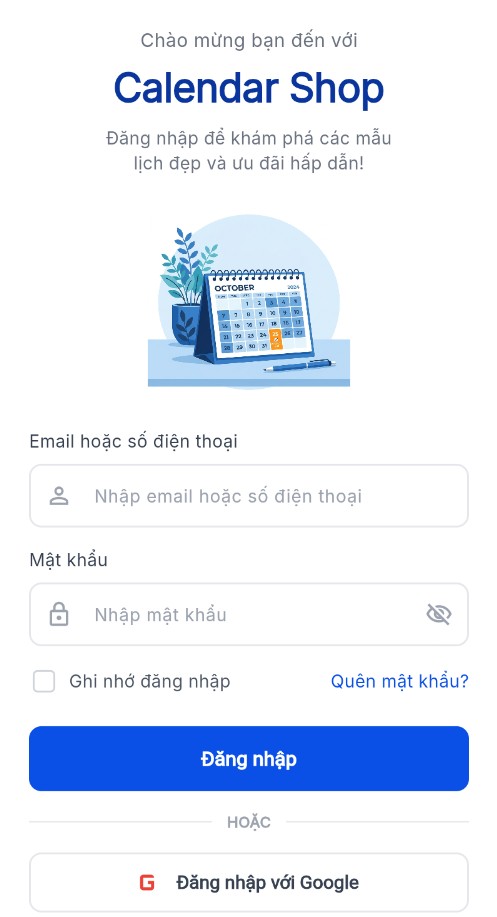 Chào mừng bạn đến với
Calendar Shop
Đăng nhập để khám phá các mẫu
lịch đẹp và ưu đãi hấp dẫn!
OCTOBER 2024
Email hoặc số điện thoại
Nhập email hoặc số điện thoại
Mật khẩu
Nhập mật khẩu
Ghi nhớ đăng nhập Quên mật khẩu?
Đăng nhập
HOẶC
G Đăng nhập với Google